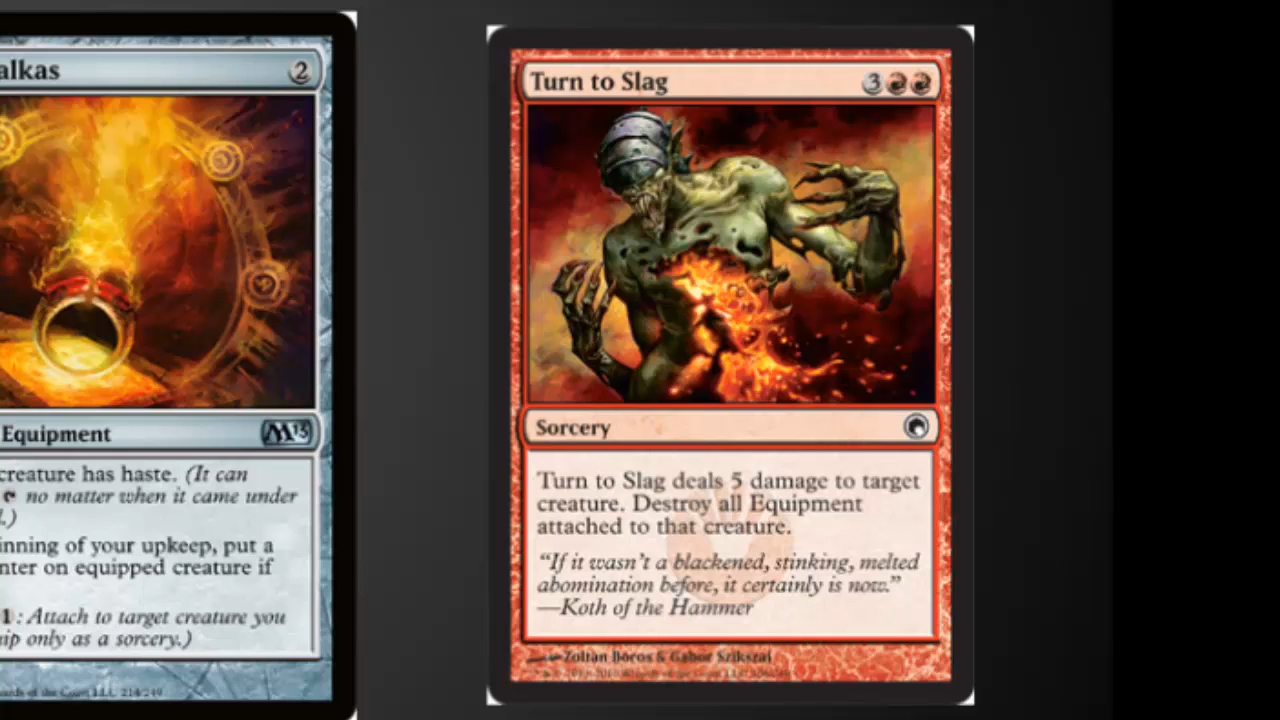 alkas 2
M13
Equipment
creature has haste. (It can
no matter when it came under
.)
inning of your upkeep, put a
nter on equipped creature if
1: Attach to target creature you
ip only as a sorcery.)
214/249
Turn to Slag 3
Sorcery
Turn to Slag deals 5 damage to target
creature. Destroy all Equipment
attached to that creature.
“If it wasn’t a blackened, stinking, melted
abomination before, it certainly is now.”
—Koth of the Hammer
Zoltan Boros & Gabor Szikszai